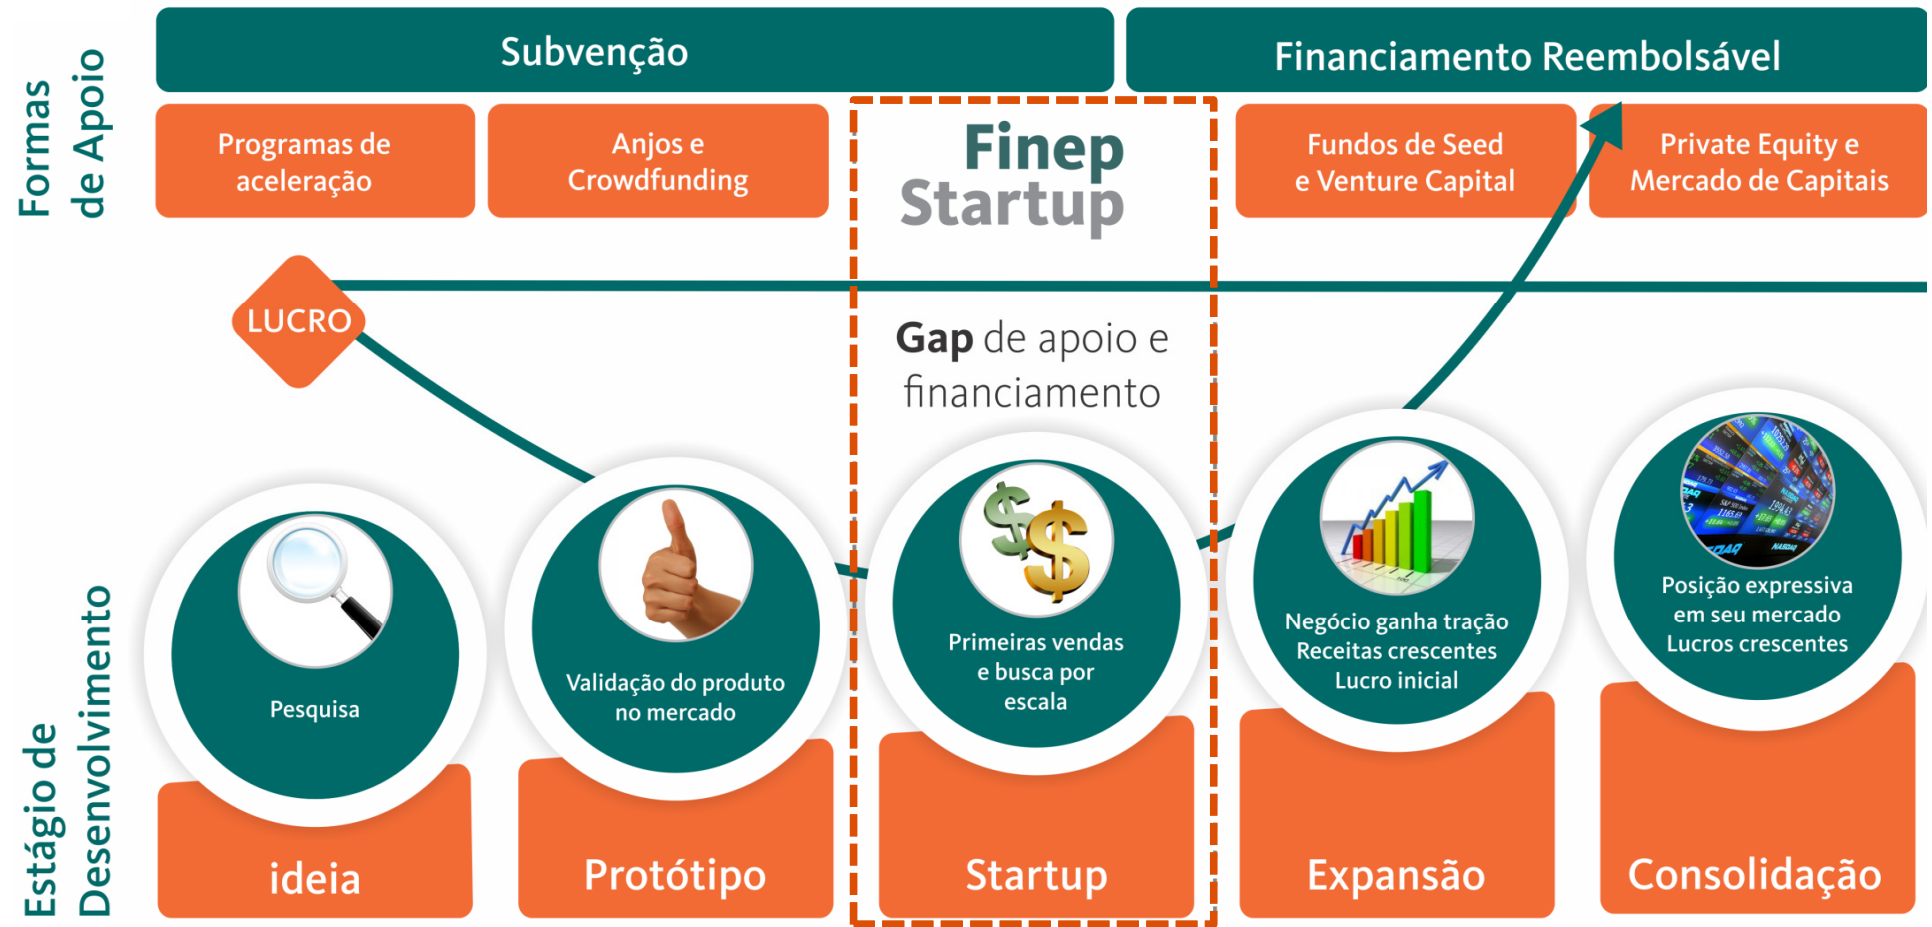 Formas
de Apoio
Subvenção
Financiamento Reembolsável
Programas de
aceleração
Anjos e
Crowdfunding
Finep
Startup
Fundos de Seed
e Venture Capital
Private Equity e
Mercado de Capitais
LUCRO
Gap de apoio e
financiamento
Estágio de
Desenvolvimento
Pesquisa
ideia
Validação do produto
no mercado
Protótipo
Primeiras vendas
e busca por
escala
Startup
Negócio ganha tração
Receitas crescentes
Lucro inicial
Expansão
NASDAQ
Posição expressiva
em seu mercado
Lucros crescentes
Consolidação